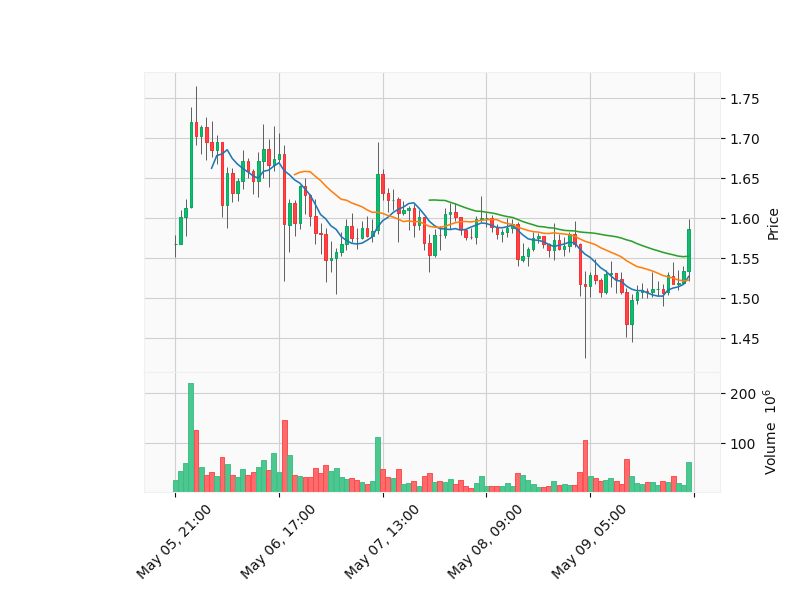 1.75
1.70
1.65
1.60
1.55
1.50
1.45
Price
200
100
Volume 10^6
May 05, 21:00
May 06, 17:00
May 07, 13:00
May 08, 09:00
May 09, 05:00